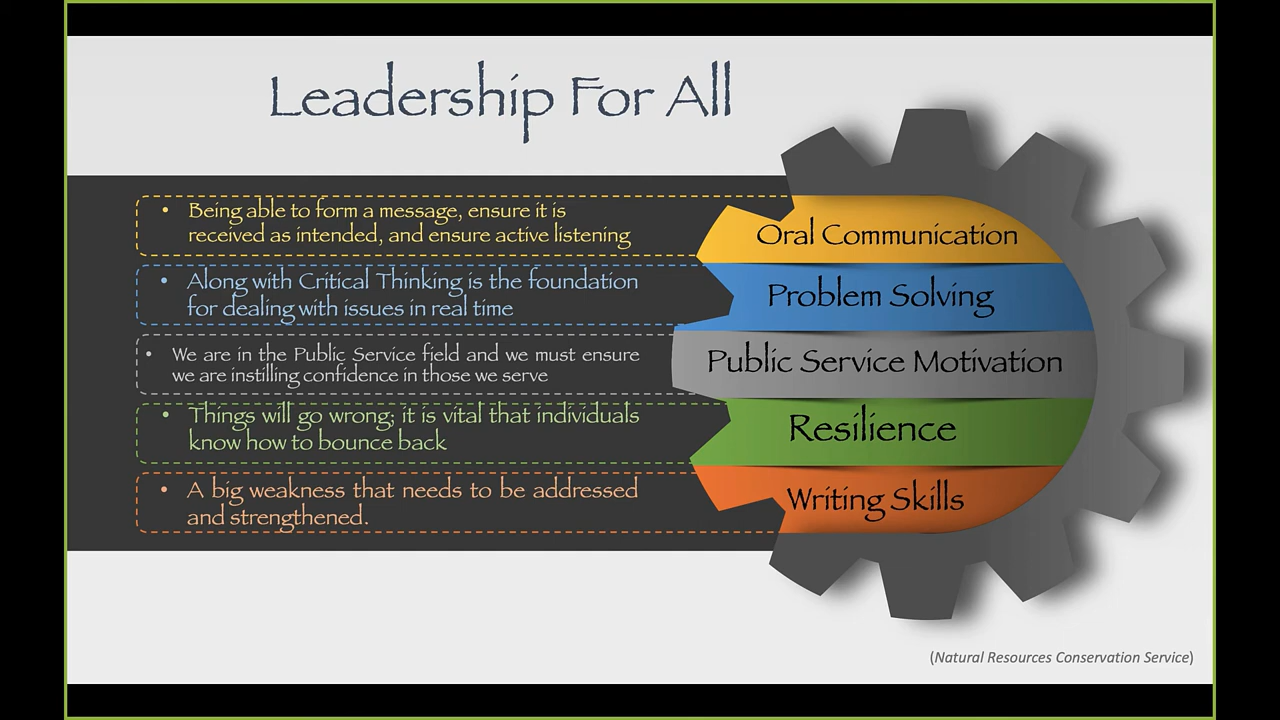 Leadership For All
Being able to form a message, ensure it is
received as intended, and ensure active listening
Oral Communication
Along with Critical Thinking is the foundation
for dealing with issues in real time
Problem Solving
We are in the Public Service field and we must ensure
we are instilling confidence in those we serve
Public Service Motivation
Things will go wrong; it is vital that individuals
know how to bounce back
Resilience
A big weakness that needs to be addressed
and strengthened.
Writing Skills
(Natural Resources Conservation Service)